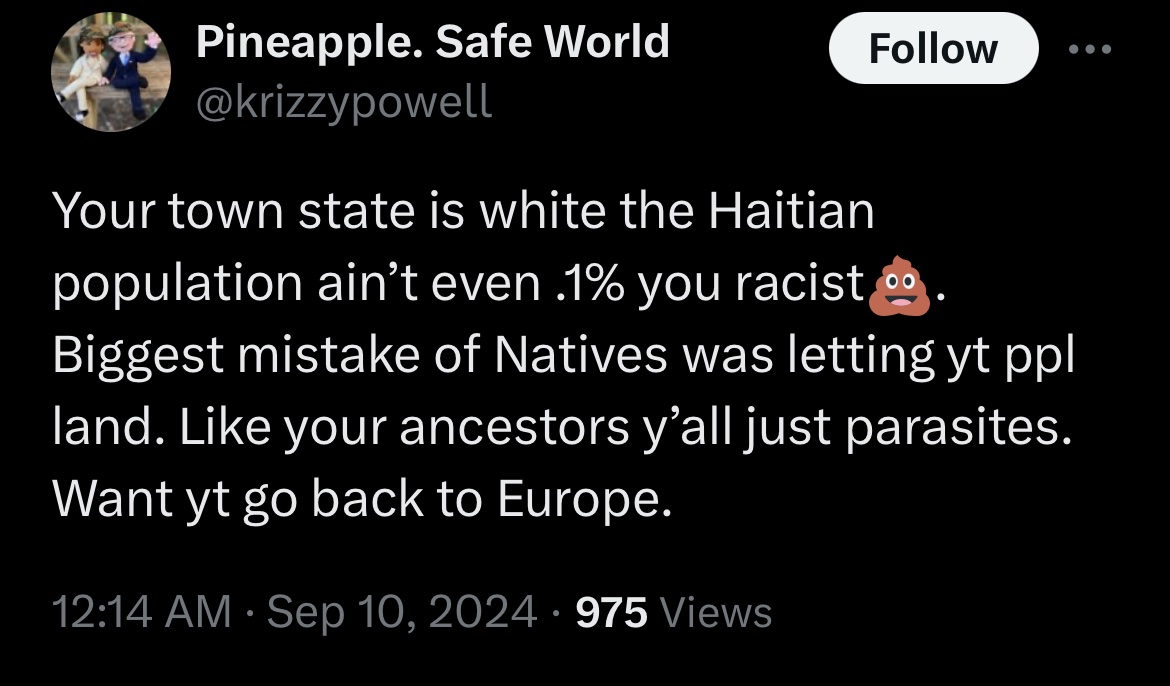 Pineapple. Safe World
Follow
@krizzypowell
Your town state is white the Haitian
population ain’t even .1% you racist💩.
Biggest mistake of Natives was letting yt ppl
land. Like your ancestors y’all just parasites.
Want yt go back to Europe.
12:14 AM · Sep 10, 2024 · 975 Views